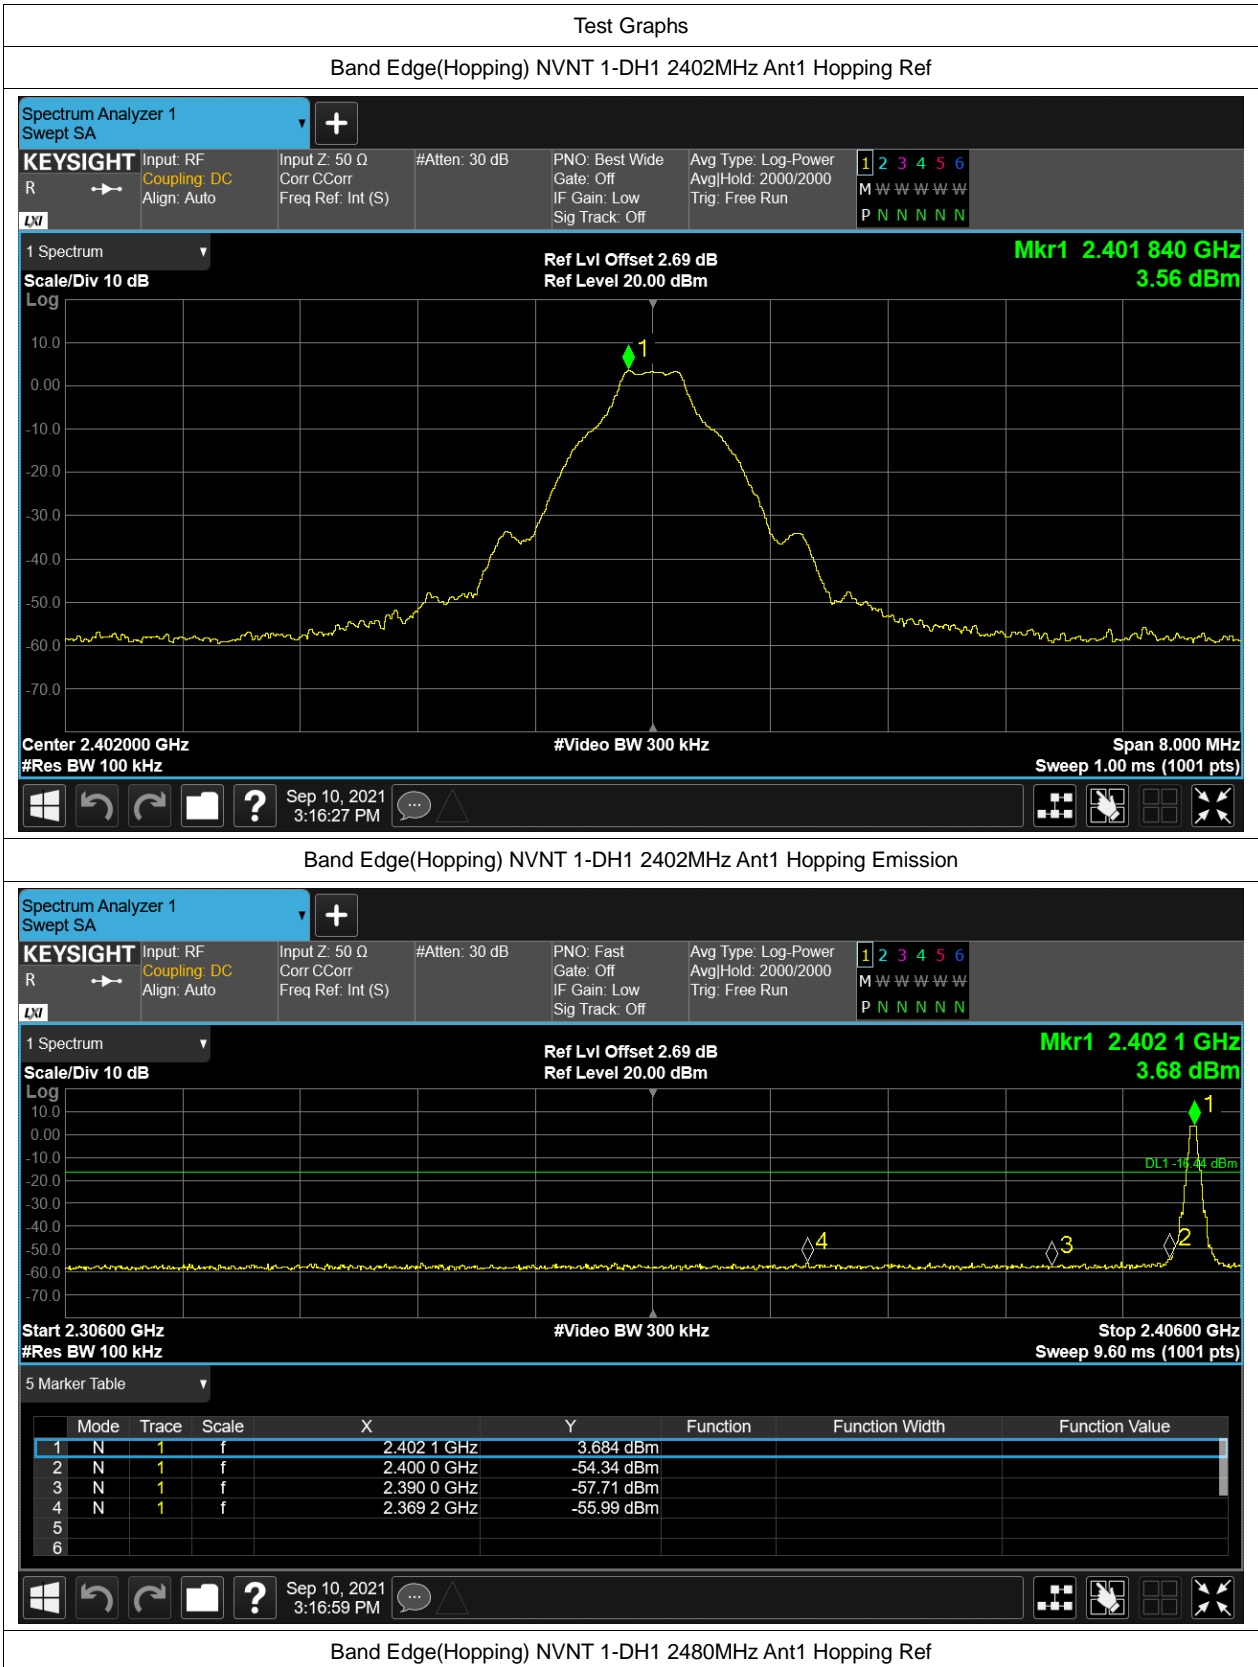 Test Graphs
Band Edge(Hopping) NVNT 1-DH1 2402MHz Ant1 Hopping Ref
Spectrum Analyzer 1
Swept SA
KEYSIGHT
R
LXI
Input: RF
Coupling: DC
Align: Auto
Input Z: 50 Ω
Corr CCorr
Freq Ref: Int (S)
#Atten: 30 dB
PNO: Best Wide
Gate: Off
IF Gain: Low
Sig Track: Off
Avg Type: Log-Power
Avg|Hold: 2000/2000
Trig: Free Run
1 2 3 4 5 6
M W W W W W
P N N N N N
1 Spectrum
Scale/Div 10 dB
Ref Lvl Offset 2.69 dB
Ref Level 20.00 dBm
Mkr1 2.401 840 GHz
3.56 dBm
Log
10.0
0.00
-10.0
-20.0
-30.0
-40.0
-50.0
-60.0
-70.0
1
Center 2.402000 GHz
#Res BW 100 kHz
#Video BW 300 kHz
Span 8.000 MHz
Sweep 1.00 ms (1001 pts)
?
Sep 10, 2021
3:16:27 PM
Band Edge(Hopping) NVNT 1-DH1 2402MHz Ant1 Hopping Emission
Spectrum Analyzer 1
Swept SA
KEYSIGHT
R
LXI
Input: RF
Coupling: DC
Align: Auto
Input Z: 50 Ω
Corr CCorr
Freq Ref: Int (S)
#Atten: 30 dB
PNO: Fast
Gate: Off
IF Gain: Low
Sig Track: Off
Avg Type: Log-Power
Avg|Hold: 2000/2000
Trig: Free Run
1 2 3 4 5 6
M W W W W W
P N N N N N
1 Spectrum
Scale/Div 10 dB
Ref Lvl Offset 2.69 dB
Ref Level 20.00 dBm
Mkr1 2.402 1 GHz
3.68 dBm
Log
10.0
0.00
-10.0
-20.0
-30.0
-40.0
-50.0
-60.0
-70.0
1
DL1 -16.44 dBm
4
3
2
Start 2.30600 GHz
#Res BW 100 kHz
#Video BW 300 kHz
Stop 2.40600 GHz
Sweep 9.60 ms (1001 pts)
5 Marker Table
Mode Trace Scale X Y Function Function Width Function Value
1 N 1 f 2.402 1 GHz 3.684 dBm
2 N 1 f 2.400 0 GHz -54.34 dBm
3 N 1 f 2.390 0 GHz -57.71 dBm
4 N 1 f 2.369 2 GHz -55.99 dBm
5
6
?
Sep 10, 2021
3:16:59 PM
Band Edge(Hopping) NVNT 1-DH1 2480MHz Ant1 Hopping Ref